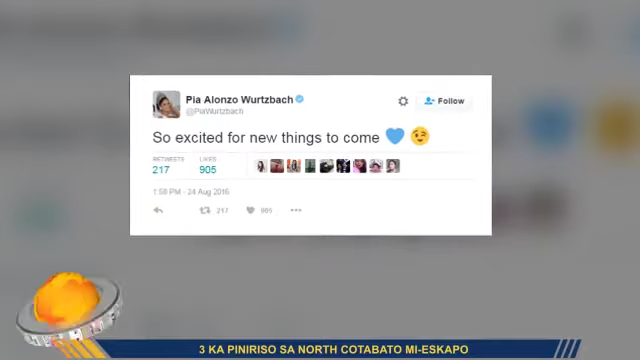 Pia Alonzo Wurtzbach
@PiaWurtzbach
Follow
So excited for new things to come 💙 😉
RETWEETS LIKES
217 905
1:58 PM - 24 Aug 2016
217 905
3 KA PINIRISO SA NORTH COTABATO MI-ESKAPO